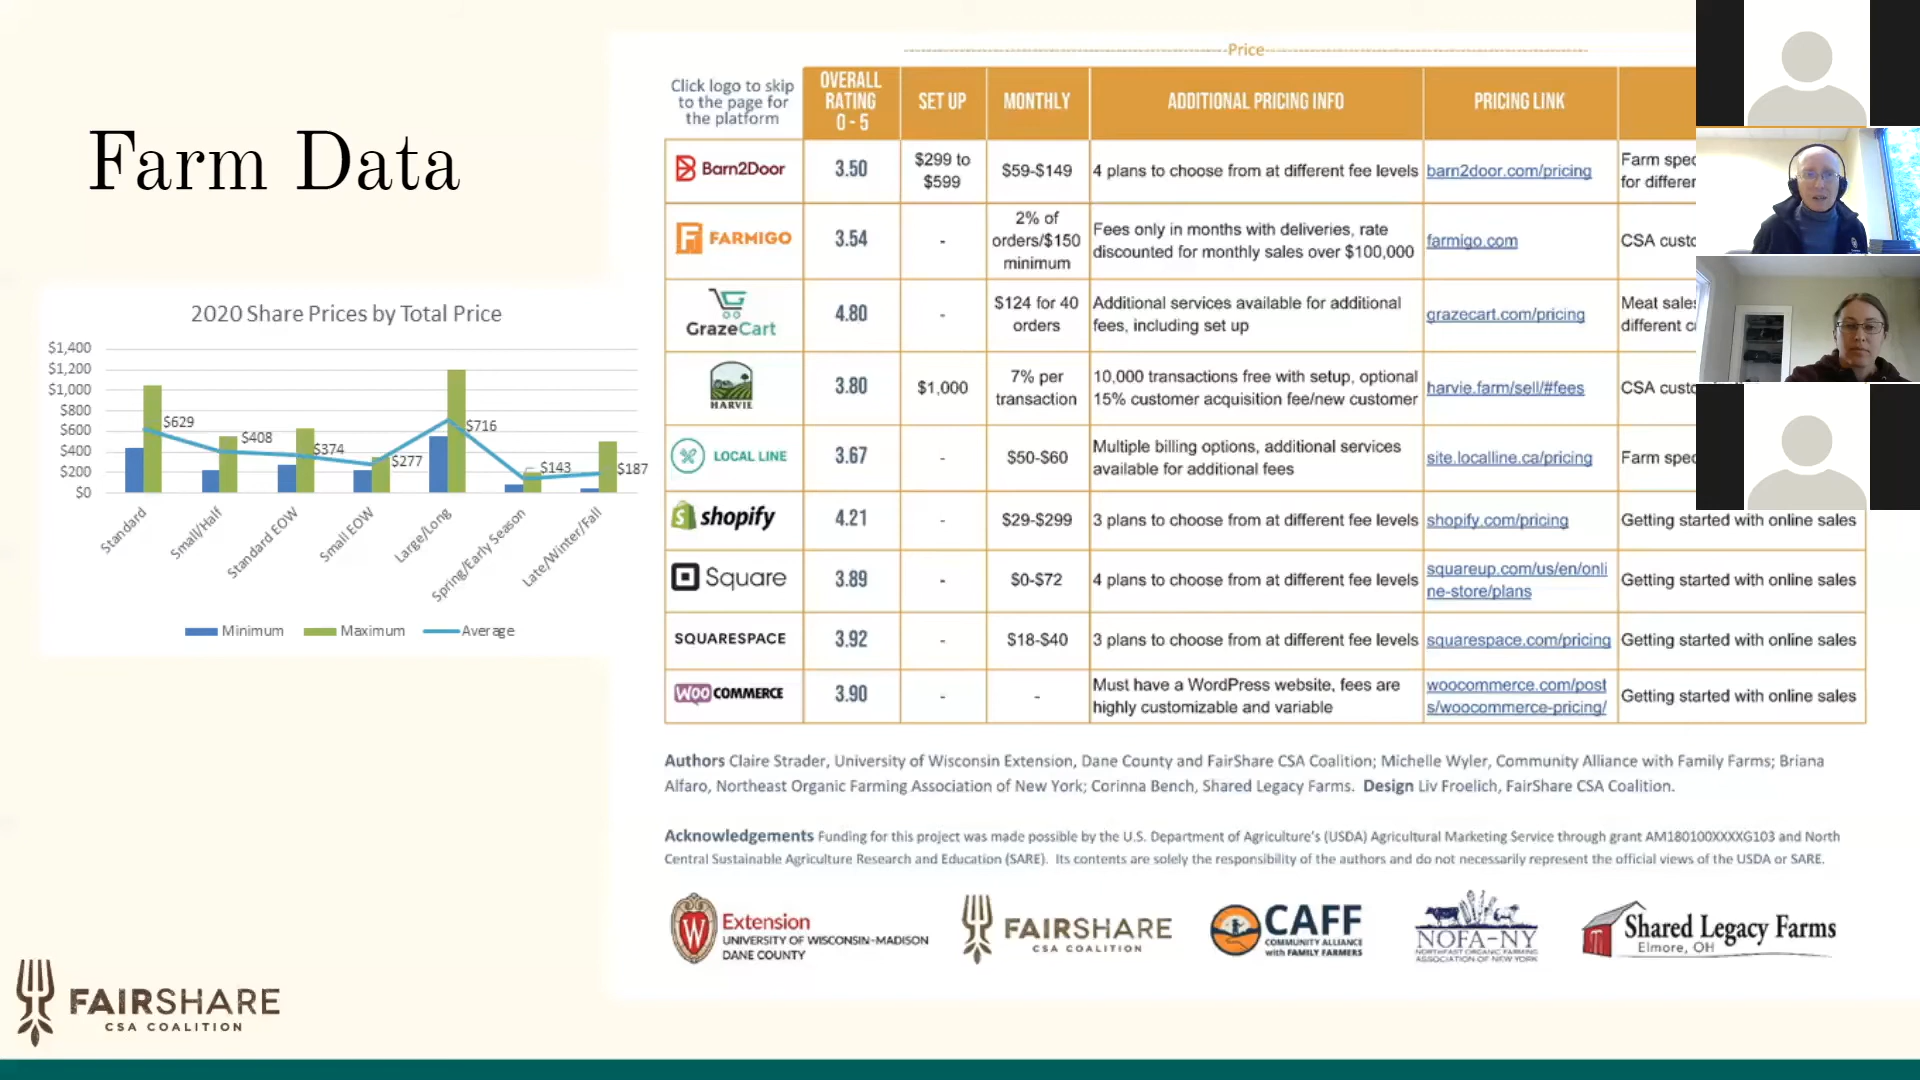 Farm Data
2020 Share Prices by Total Price
$1,400
$1,200
$1,000
$800
$600
$400
$200
$0
$629
$408
$374
$277
$716
$143
$187
Standard
Small/Half
Standard EOW
Small EOW
Large/Long
Spring/Early Season
Late/Winter/Fall
Minimum Maximum Average
FAIRSHARE
CSA COALITION
Price
Click logo to skip
to the page for
the platform
OVERALL
RATING
0 - 5
SET UP
MONTHLY
ADDITIONAL PRICING INFO
PRICING LINK
Barn2Door
3.50
$299 to
$599
$59-$149
4 plans to choose from at different fee levels
barn2door.com/pricing
Farm spec
for differen
FARMIGO
3.54
-
2% of
orders/$150
minimum
Fees only in months with deliveries, rate
discounted for monthly sales over $100,000
farmigo.com
CSA custo
GrazeCart
4.80
-
$124 for 40
orders
Additional services available for additional
fees, including set up
grazecart.com/pricing
Meat sales
different c
HARVIE
3.80
$1,000
7% per
transaction
10,000 transactions free with setup, optional
15% customer acquisition fee/new customer
harvie.farm/sell/#fees
CSA custo
LOCAL LINE
3.67
-
$50-$60
Multiple billing options, additional services
available for additional fees
site.localline.ca/pricing
Farm spec
shopify
4.21
-
$29-$299
3 plans to choose from at different fee levels
shopify.com/pricing
Getting started with online sales
Square
3.89
-
$0-$72
4 plans to choose from at different fee levels
squareup.com/us/en/onli
ne-store/plans
Getting started with online sales
SQUARESPACE
3.92
-
$18-$40
3 plans to choose from at different fee levels
squarespace.com/pricing
Getting started with online sales
WOO COMMERCE
3.90
-
-
Must have a WordPress website, fees are
highly customizable and variable
woocommerce.com/post
s/woocommerce-pricing/
Getting started with online sales
Authors Claire Strader, University of Wisconsin Extension, Dane County and FairShare CSA Coalition; Michelle Wyler, Community Alliance with Family Farms; Briana
Alfaro, Northeast Organic Farming Association of New York; Corinna Bench, Shared Legacy Farms. Design Liv Froelich, FairShare CSA Coalition.
Acknowledgements Funding for this project was made possible by the U.S. Department of Agriculture's (USDA) Agricultural Marketing Service through grant AM180100XXXXG103 and North
Central Sustainable Agriculture Research and Education (SARE). Its contents are solely the responsibility of the authors and do not necessarily represent the official views of the USDA or SARE.
W
Extension
UNIVERSITY OF WISCONSIN-MADISON
DANE COUNTY
FAIRSHARE
CSA COALITION
CAFF
COMMUNITY ALLIANCE
with FAMILY FARMERS
NOFA-NY
NORTHEAST ORGANIC FARMING
ASSOCIATION OF NEW YORK
Shared Legacy Farms
Elmore, OH